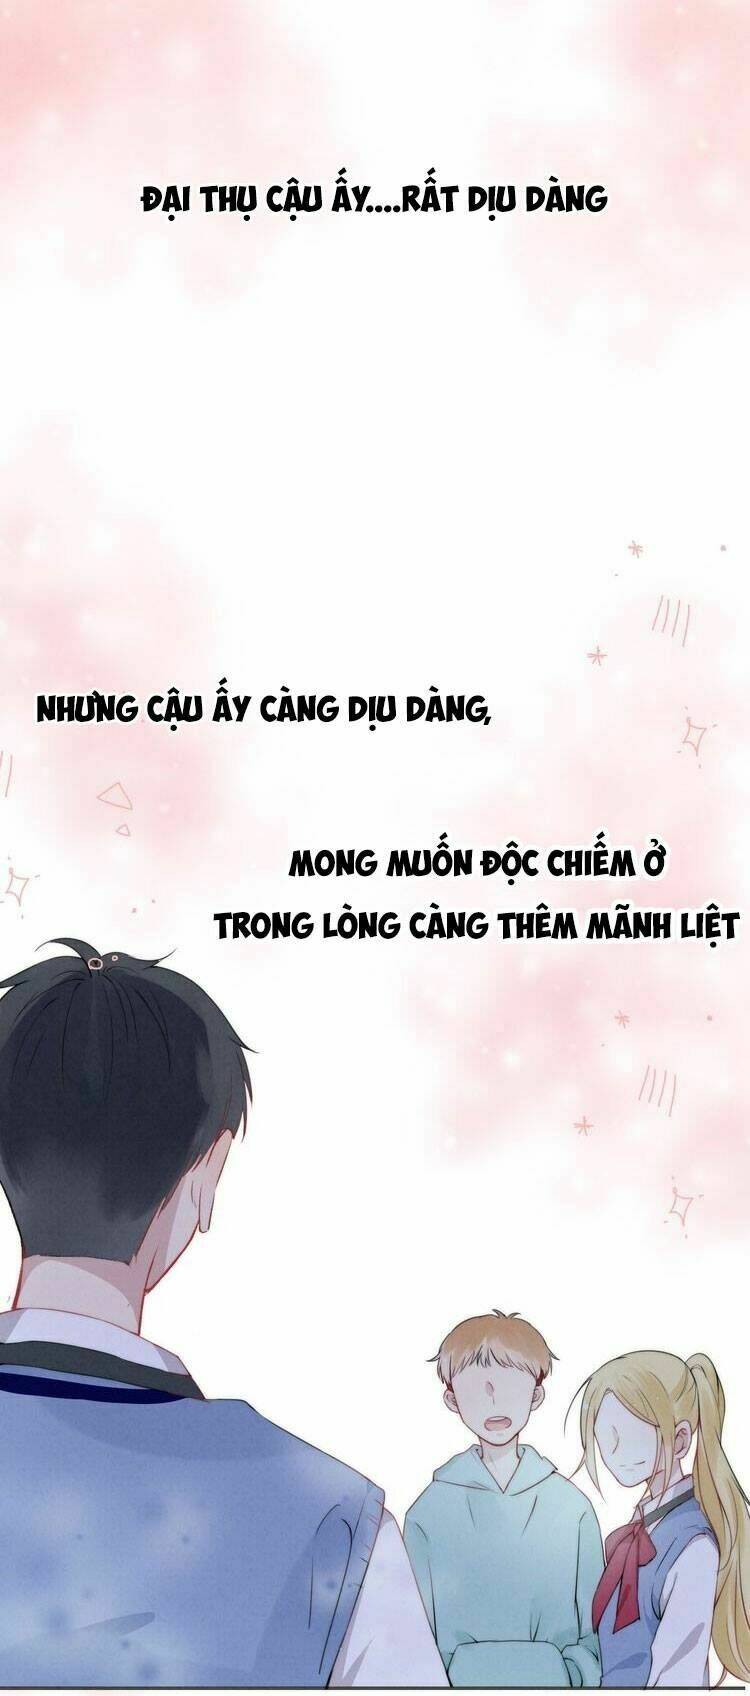 ĐẠI THỤ CẬU ẤY....RẤT DỊU DÀNG
NHƯNG CẬU ẤY CÀNG DỊU DÀNG,
MONG MUỐN ĐỘC CHIẾM Ở
TRONG LÒNG CÀNG THÊM MÃNH LIỆT